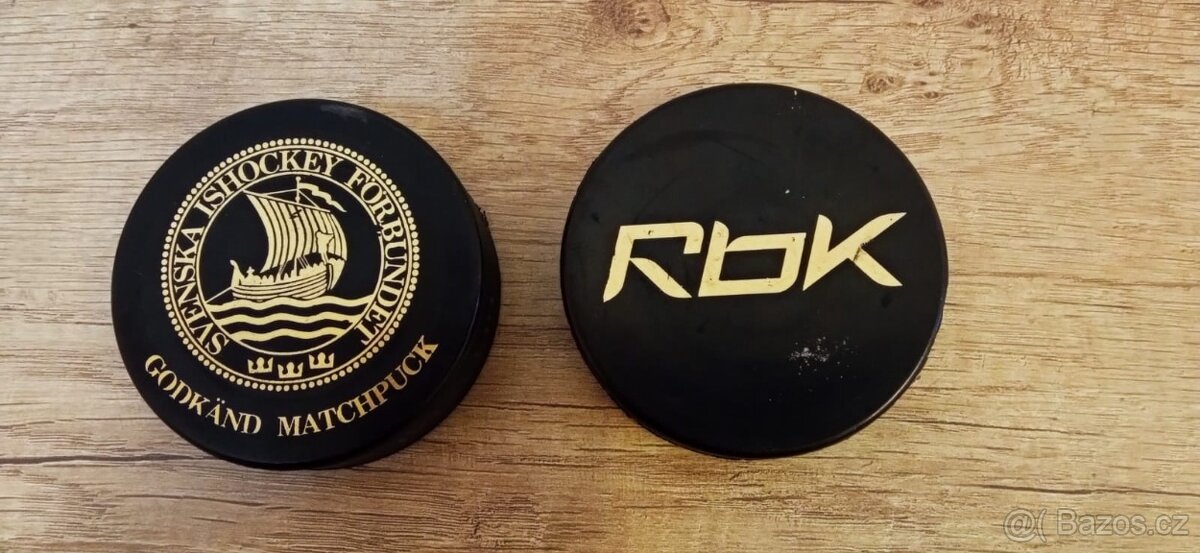 SVENSKA ISHOCKEY FÖRBUNDET
GODKÄND MATCHPUCK
RbK
@( Bazos.cz